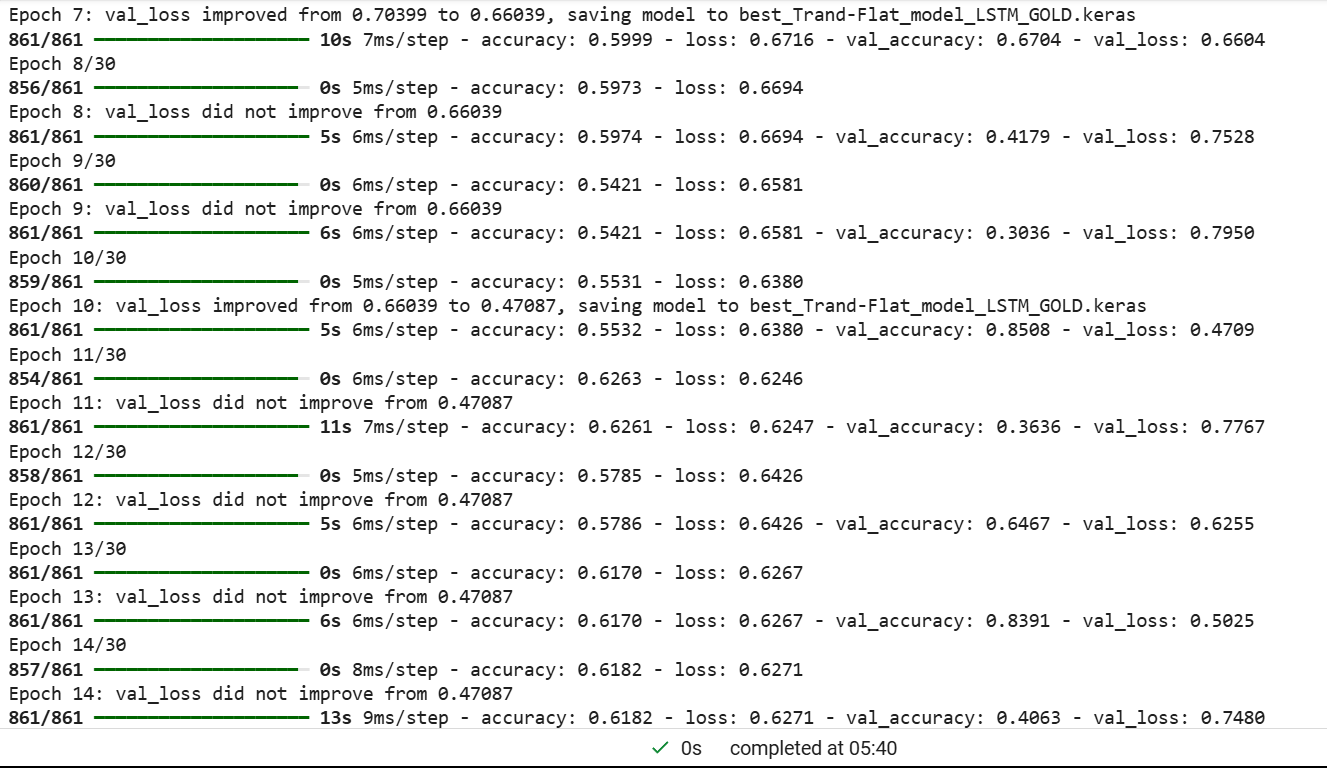 Epoch 7: val_loss improved from 0.70399 to 0.66039, saving model to best_Trand-Flat_model_LSTM_GOLD.keras
861/861 ━━━━━━━━━━━━━━━━━━━━ 10s 7ms/step - accuracy: 0.5999 - loss: 0.6716 - val_accuracy: 0.6704 - val_loss: 0.6604
Epoch 8/30
856/861 ━━━━━━━━━━━━━━━━━━━━ 0s 5ms/step - accuracy: 0.5973 - loss: 0.6694
Epoch 8: val_loss did not improve from 0.66039
861/861 ━━━━━━━━━━━━━━━━━━━━ 5s 6ms/step - accuracy: 0.5974 - loss: 0.6694 - val_accuracy: 0.4179 - val_loss: 0.7528
Epoch 9/30
860/861 ━━━━━━━━━━━━━━━━━━━━ 0s 6ms/step - accuracy: 0.5421 - loss: 0.6581
Epoch 9: val_loss did not improve from 0.66039
861/861 ━━━━━━━━━━━━━━━━━━━━ 6s 6ms/step - accuracy: 0.5421 - loss: 0.6581 - val_accuracy: 0.3036 - val_loss: 0.7950
Epoch 10/30
859/861 ━━━━━━━━━━━━━━━━━━━━ 0s 5ms/step - accuracy: 0.5531 - loss: 0.6380
Epoch 10: val_loss improved from 0.66039 to 0.47087, saving model to best_Trand-Flat_model_LSTM_GOLD.keras
861/861 ━━━━━━━━━━━━━━━━━━━━ 5s 6ms/step - accuracy: 0.5532 - loss: 0.6380 - val_accuracy: 0.8508 - val_loss: 0.4709
Epoch 11/30
854/861 ━━━━━━━━━━━━━━━━━━━━ 0s 6ms/step - accuracy: 0.6263 - loss: 0.6246
Epoch 11: val_loss did not improve from 0.47087
861/861 ━━━━━━━━━━━━━━━━━━━━ 11s 7ms/step - accuracy: 0.6261 - loss: 0.6247 - val_accuracy: 0.3636 - val_loss: 0.7767
Epoch 12/30
858/861 ━━━━━━━━━━━━━━━━━━━━ 0s 5ms/step - accuracy: 0.5785 - loss: 0.6426
Epoch 12: val_loss did not improve from 0.47087
861/861 ━━━━━━━━━━━━━━━━━━━━ 5s 6ms/step - accuracy: 0.5786 - loss: 0.6426 - val_accuracy: 0.6467 - val_loss: 0.6255
Epoch 13/30
861/861 ━━━━━━━━━━━━━━━━━━━━ 0s 6ms/step - accuracy: 0.6170 - loss: 0.6267
Epoch 13: val_loss did not improve from 0.47087
861/861 ━━━━━━━━━━━━━━━━━━━━ 6s 6ms/step - accuracy: 0.6170 - loss: 0.6267 - val_accuracy: 0.8391 - val_loss: 0.5025
Epoch 14/30
857/861 ━━━━━━━━━━━━━━━━━━━━ 0s 8ms/step - accuracy: 0.6182 - loss: 0.6271
Epoch 14: val_loss did not improve from 0.47087
861/861 ━━━━━━━━━━━━━━━━━━━━ 13s 9ms/step - accuracy: 0.6182 - loss: 0.6271 - val_accuracy: 0.4063 - val_loss: 0.7480
✓ 0s completed at 05:40